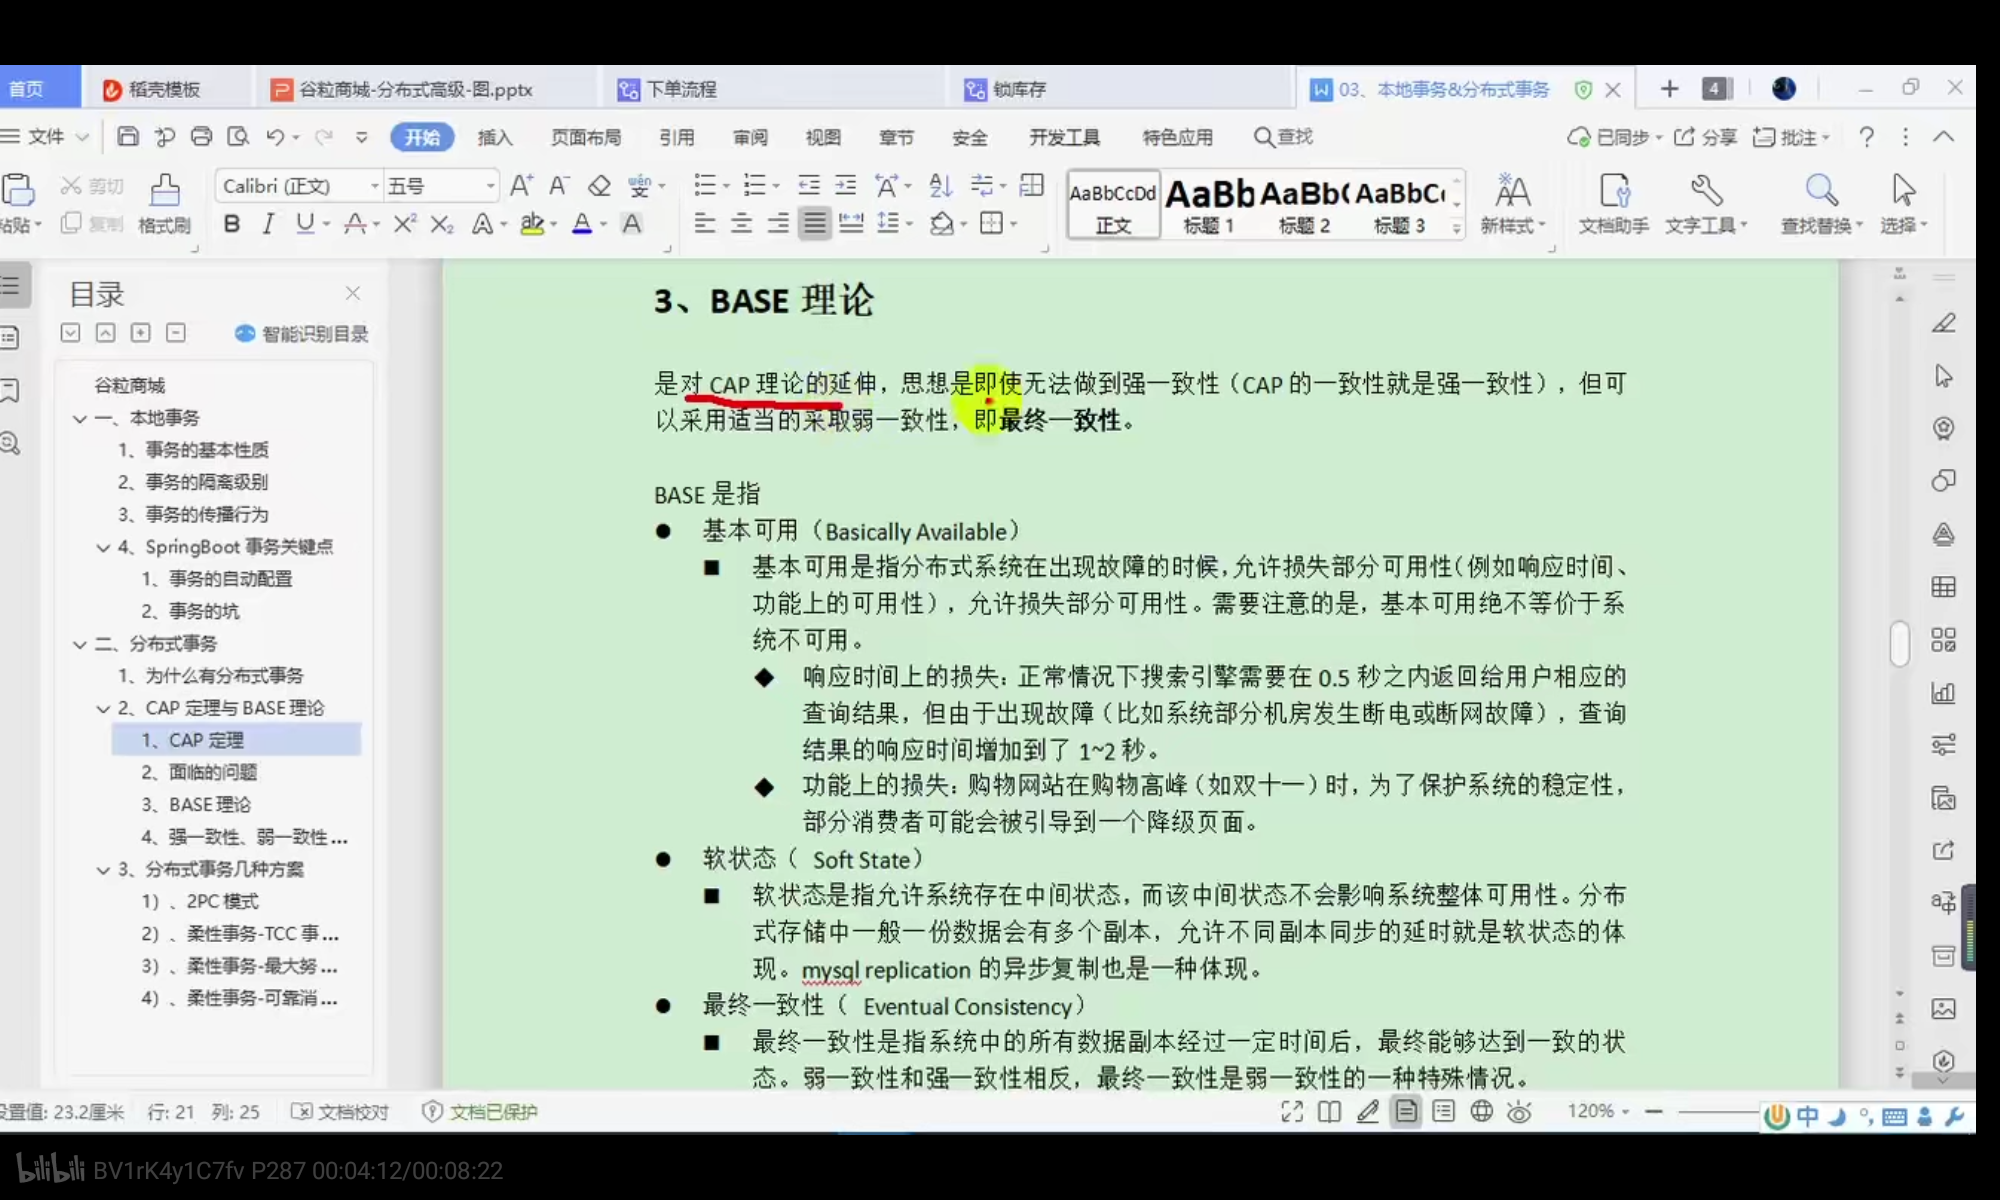 首页
稻壳模板
谷粒商城-分布式高级-图.pptx
下单流程
锁库存
03、本地事务&分布式事务
4
文件
开始
插入
页面布局
引用
审阅
视图
章节
安全
开发工具
特色应用
查找
已同步
分享
批注
粘贴
剪切
复制
格式刷
Calibri (正文)
五号
AaBbCcDd
正文
AaBb
标题 1
AaBb(
标题 2
AaBbC
标题 3
新样式
文档助手
文字工具
查找替换
选择
目录
智能识别目录
谷粒商城
一、本地事务
1、事务的基本性质
2、事务的隔离级别
3、事务的传播行为
4、SpringBoot 事务关键点
1、事务的自动配置
2、事务的坑
二、分布式事务
1、为什么有分布式事务
2、CAP 定理与 BASE 理论
1、CAP 定理
2、面临的问题
3、BASE 理论
4、强一致性、弱一致性...
3、分布式事务几种方案
1）、2PC 模式
2）、柔性事务-TCC 事...
3）、柔性事务-最大努...
4）、柔性事务-可靠消...
3、BASE 理论
是对 CAP 理论的延伸，思想是即使无法做到强一致性（CAP 的一致性就是强一致性），但可
以采用适当的采取弱一致性，即最终一致性。
BASE 是指
● 基本可用（Basically Available）
■ 基本可用是指分布式系统在出现故障的时候，允许损失部分可用性（例如响应时间、
功能上的可用性），允许损失部分可用性。需要注意的是，基本可用绝不等价于系
统不可用。
◆ 响应时间上的损失：正常情况下搜索引擎需要在 0.5 秒之内返回给用户相应的
查询结果，但由于出现故障（比如系统部分机房发生断电或断网故障），查询
结果的响应时间增加到了 1~2 秒。
◆ 功能上的损失：购物网站在购物高峰（如双十一）时，为了保护系统的稳定性，
部分消费者可能会被引导到一个降级页面。
● 软状态（ Soft State）
■ 软状态是指允许系统存在中间状态，而该中间状态不会影响系统整体可用性。分布
式存储中一般一份数据会有多个副本，允许不同副本同步的延时就是软状态的体
现。mysql replication 的异步复制也是一种体现。
● 最终一致性（ Eventual Consistency）
■ 最终一致性是指系统中的所有数据副本经过一定时间后，最终能够达到一致的状
态。弱一致性和强一致性相反，最终一致性是弱一致性的一种特殊情况。
设置值: 23.2厘米
行: 21
列: 25
文档校对
文档已保护
120%
中
bilibili BV1rK4y1C7fv P287 00:04:12/00:08:22